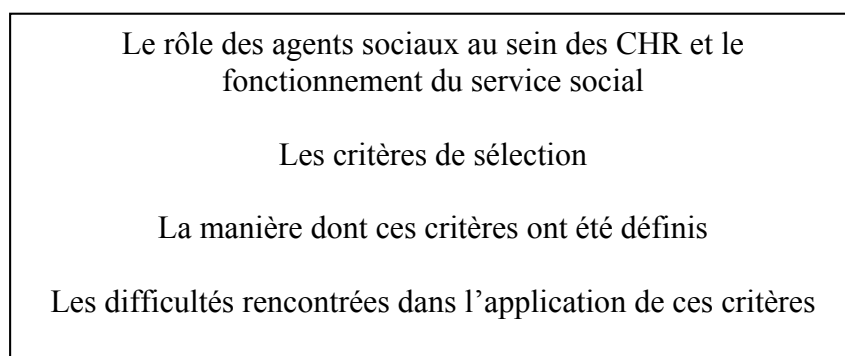 Le rôle des agents sociaux au sein des CHR et le
fonctionnement du service social
Les critères de sélection
La manière dont ces critères ont été définis
Les difficultés rencontrées dans l’application de ces critères